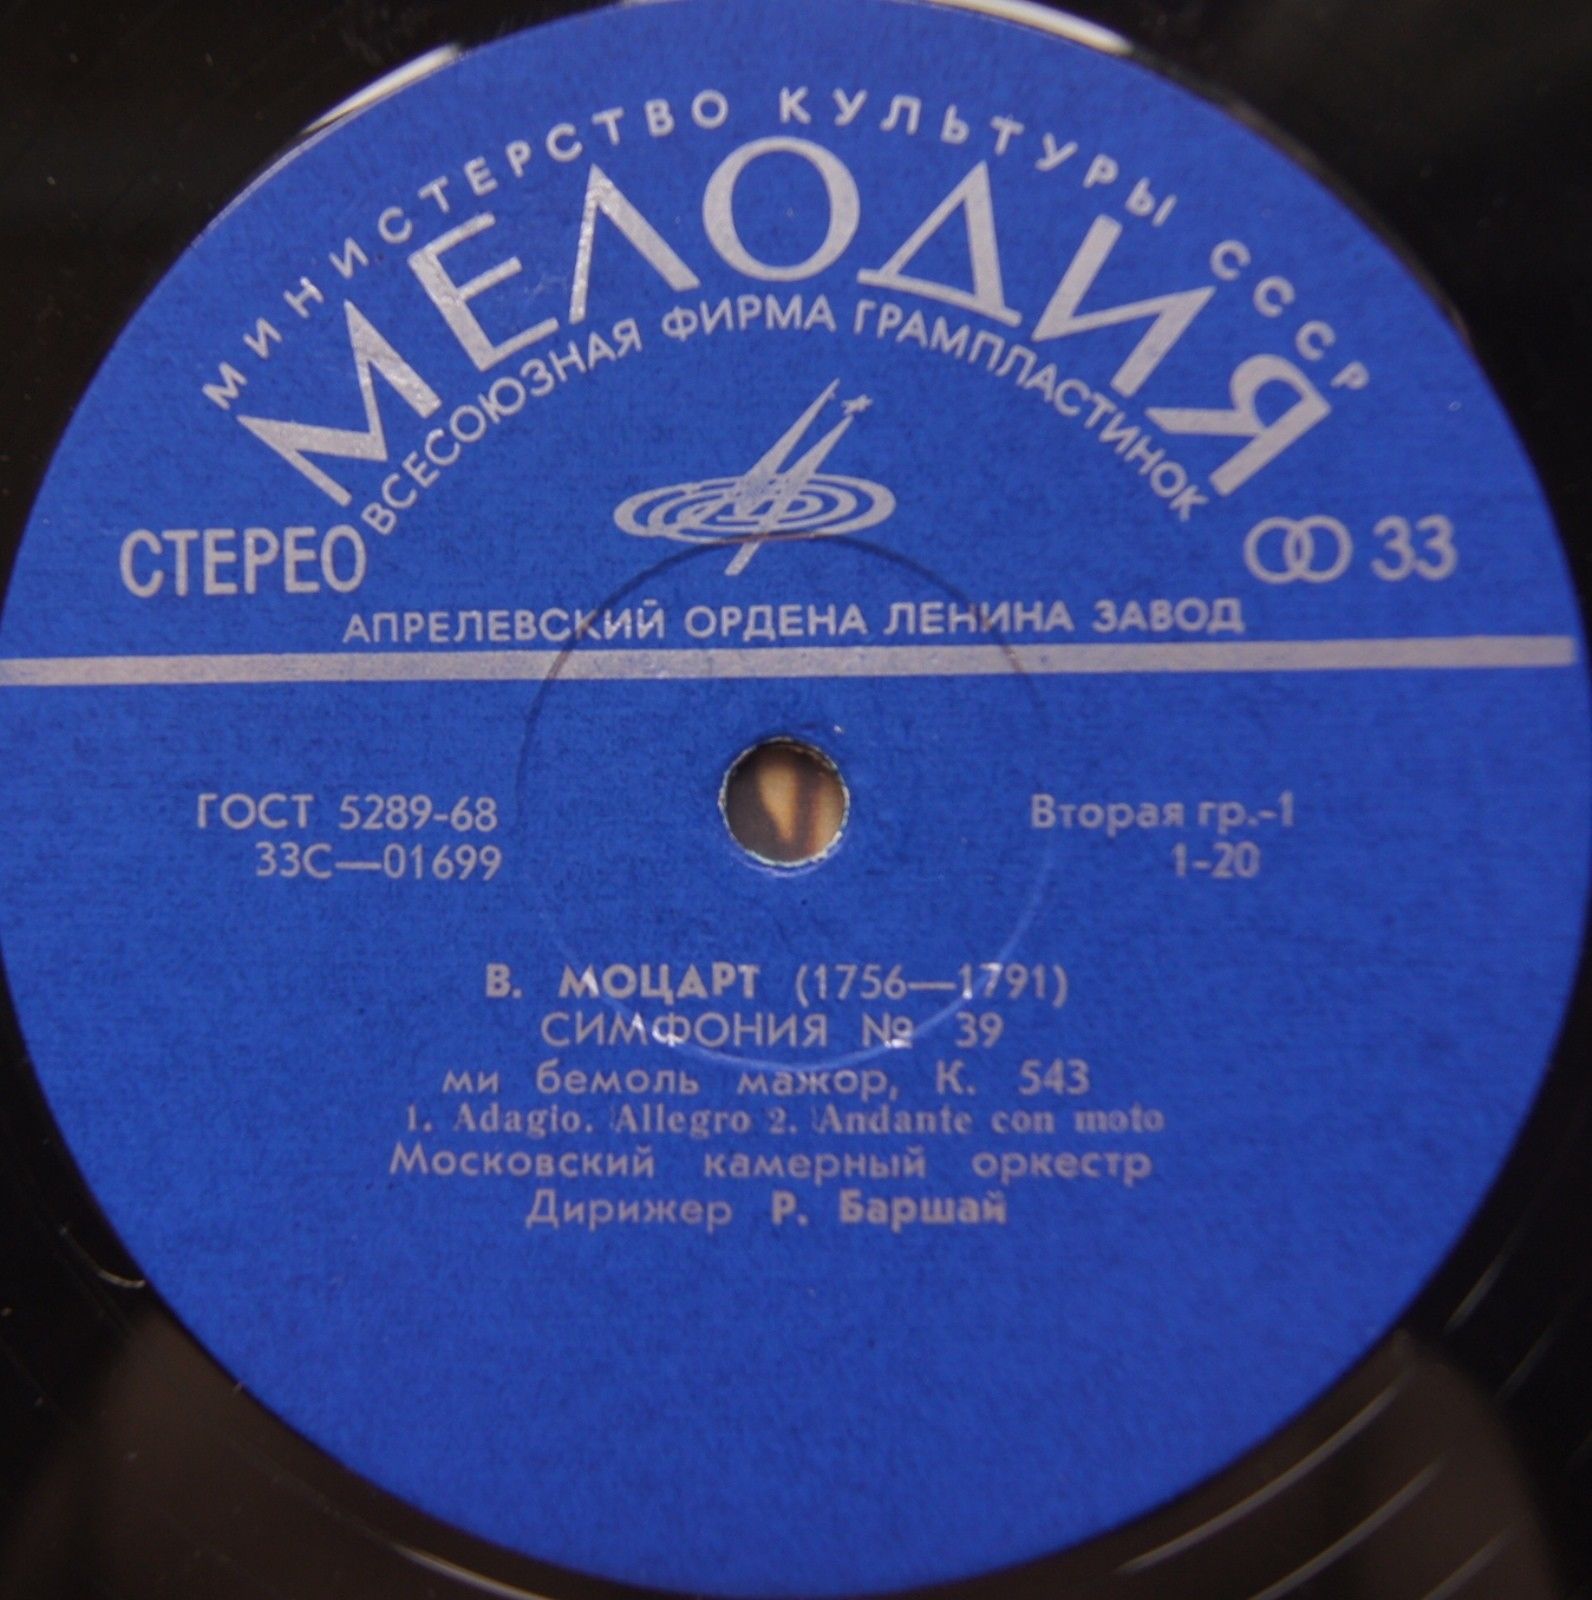 МИНИСТЕРСТВО КУЛЬТУРЫ СССР
МЕЛОДИЯ
ВСЕСОЮЗНАЯ ФИРМА ГРАМПЛАСТИНОК
СТЕРЕО
33
АПРЕЛЕВСКИЙ ОРДЕНА ЛЕНИНА ЗАВОД
ГОСТ 5289-68
Вторая гр.-1
33С—01699
1-20
В. МОЦАРТ (1756—1791)
СИМФОНИЯ № 39
ми бемоль мажор, К. 543
1. Adagio. Allegro 2. Andante con moto
Московский камерный оркестр
Дирижер Р. Баршай